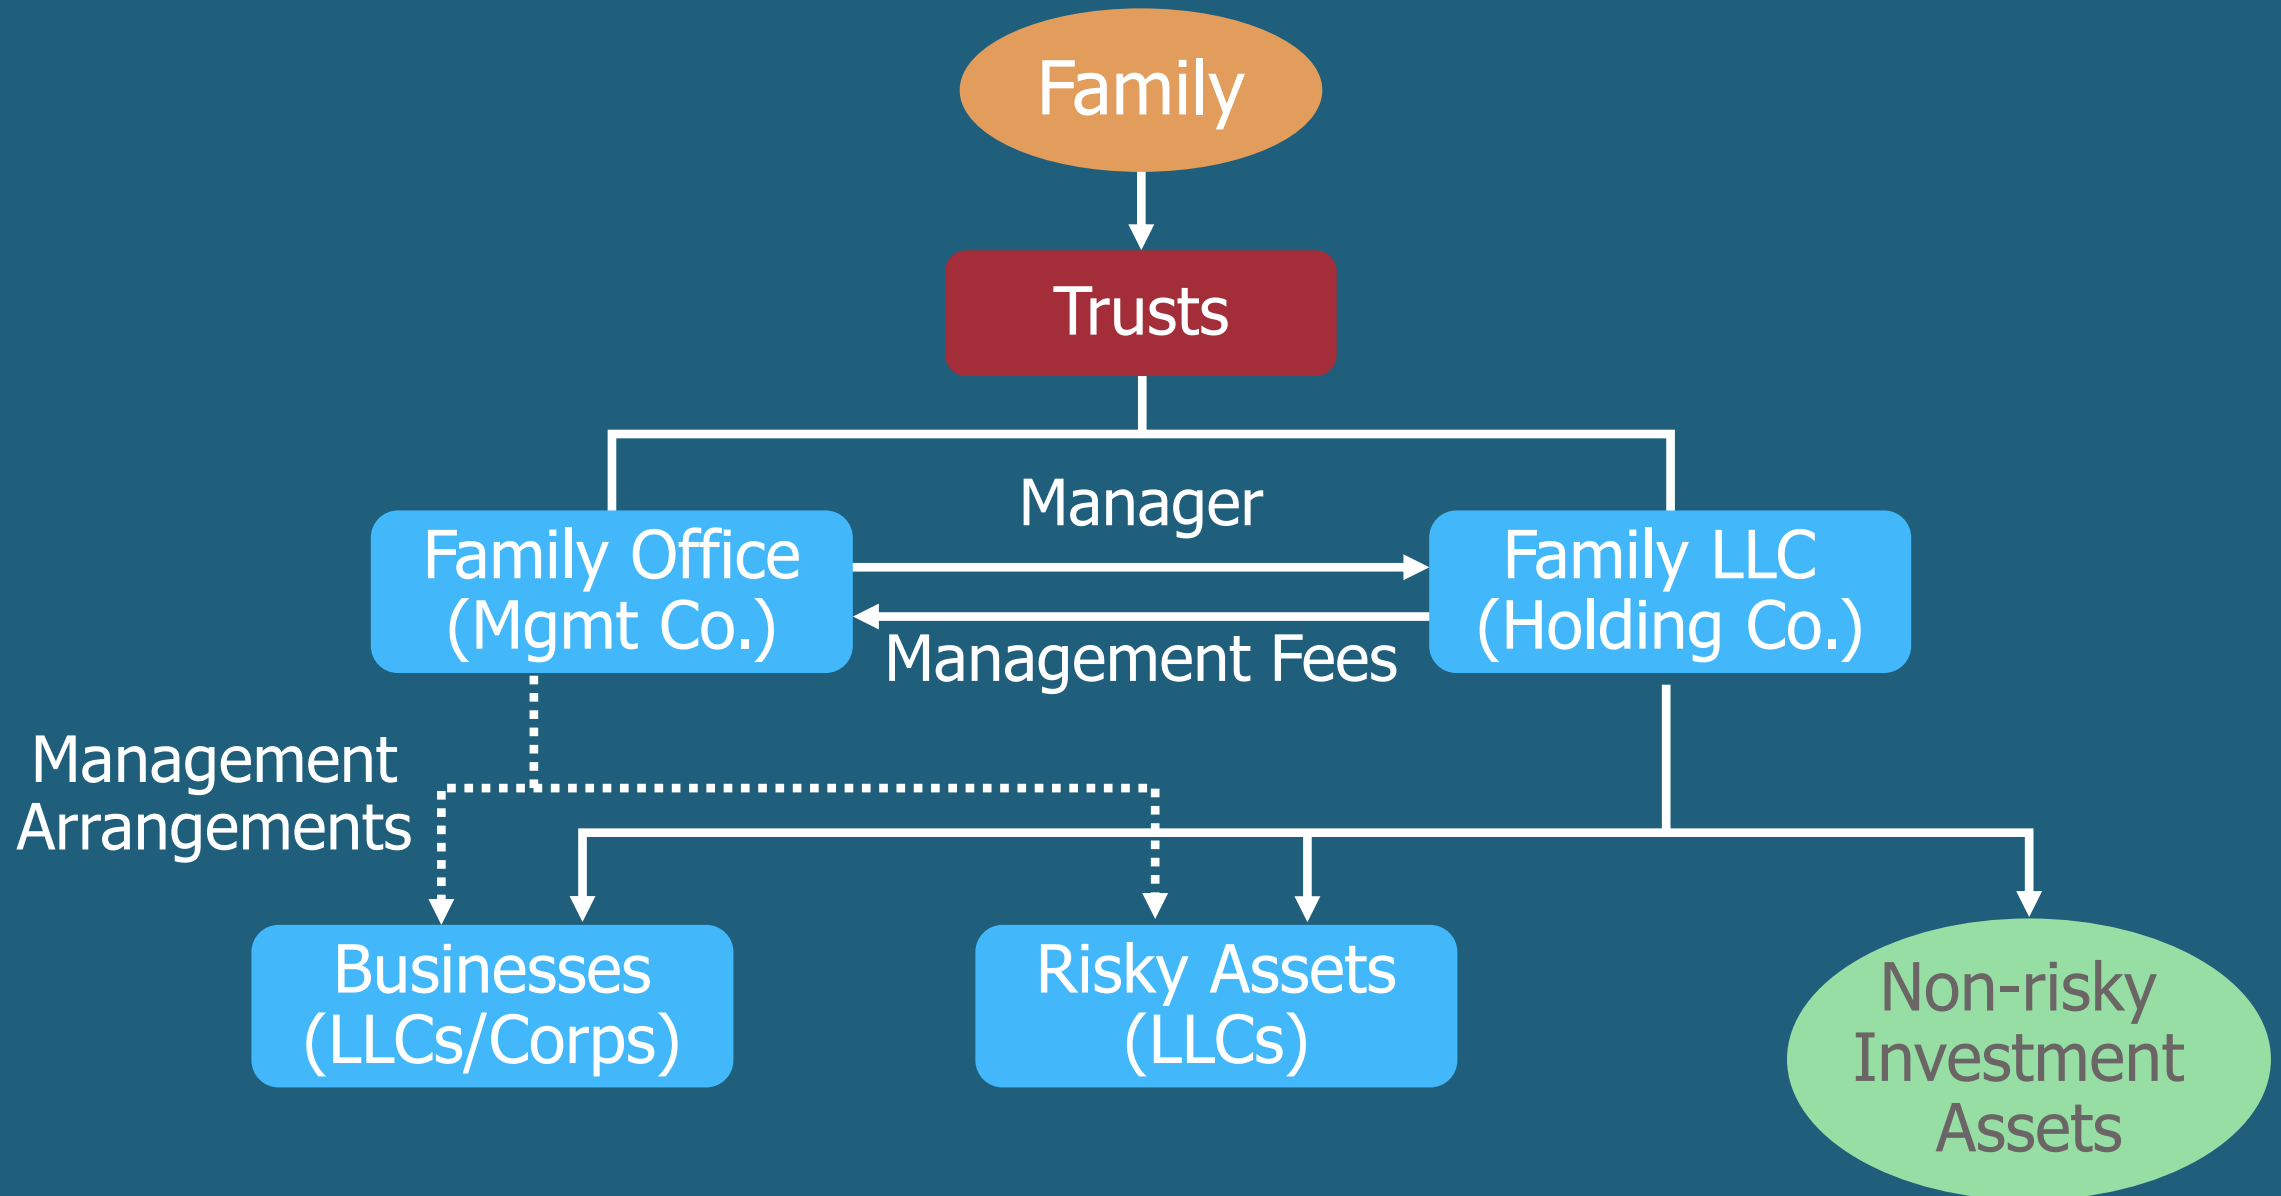 Family
Trusts
Manager
Family Office
(Mgmt Co.)
Family LLC
(Holding Co.)
Management Fees
Management
Arrangements
Businesses
(LLCs/Corps)
Risky Assets
(LLCs)
Non-risky
Investment
Assets